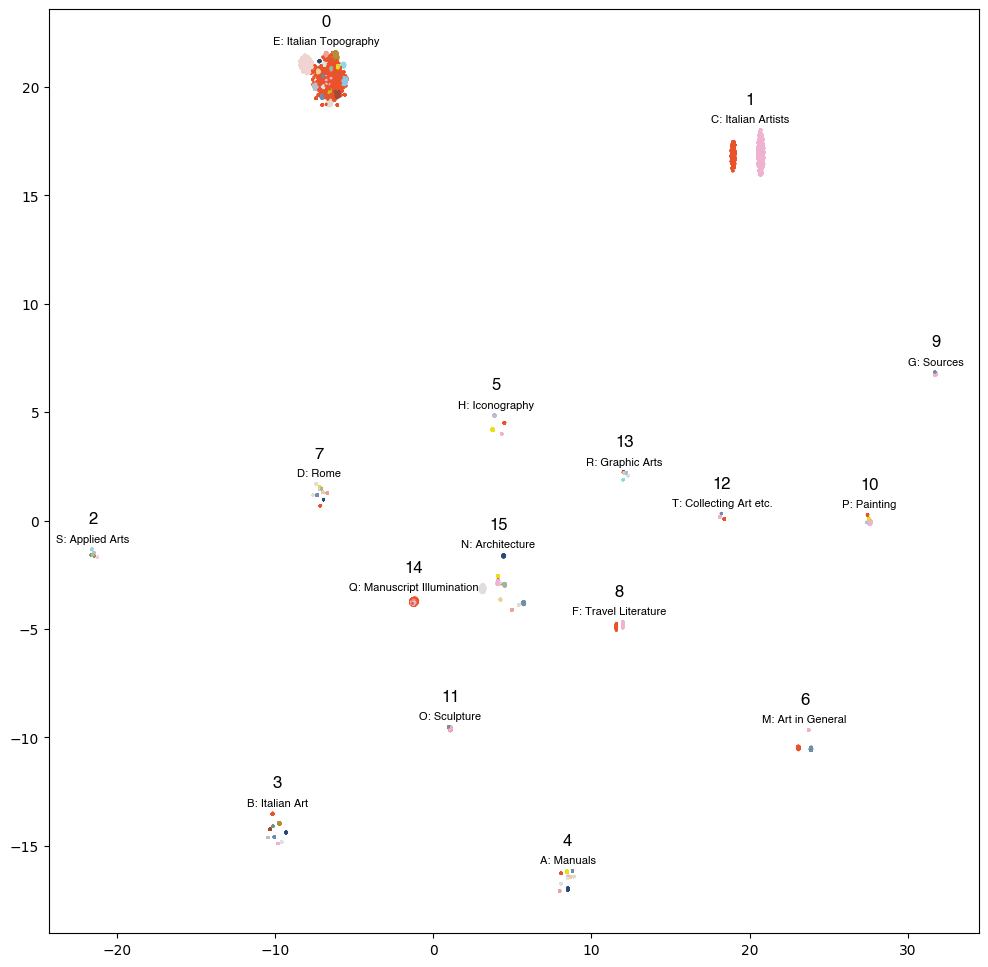 0
E: Italian Topography
1
C: Italian Artists
9
G: Sources
5
H: Iconography
13
R: Graphic Arts
7
D: Rome
12
T: Collecting Art etc.
10
P: Painting
2
S: Applied Arts
15
N: Architecture
14
Q: Manuscript Illumination
8
F: Travel Literature
11
O: Sculpture
6
M: Art in General
3
B: Italian Art
4
A: Manuals
20
15
10
5
0
−5
−10
−15
−20 −10 0 10 20 30